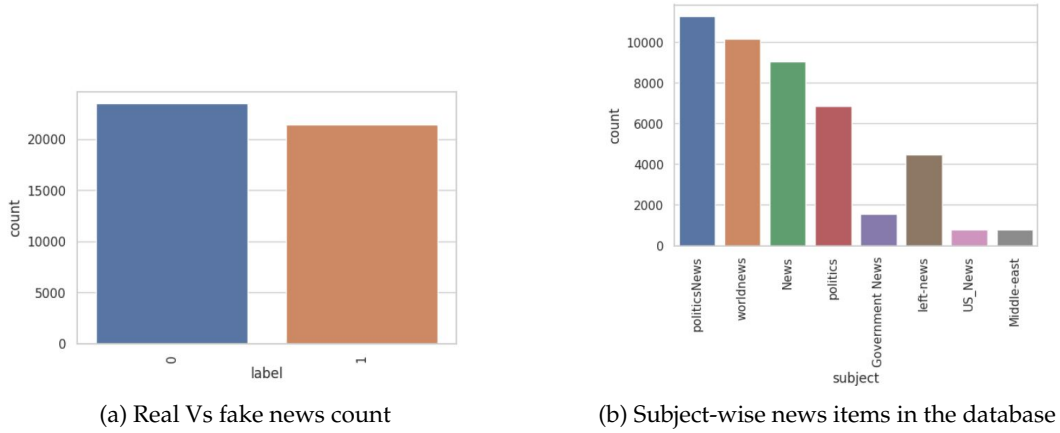 20000
15000
10000
5000
0
count
0
1
label
(a) Real Vs fake news count
10000
8000
6000
4000
2000
0
count
politicsNews
worldnews
News
politics
Government News
left-news
US_News
Middle-east
subject
(b) Subject-wise news items in the database